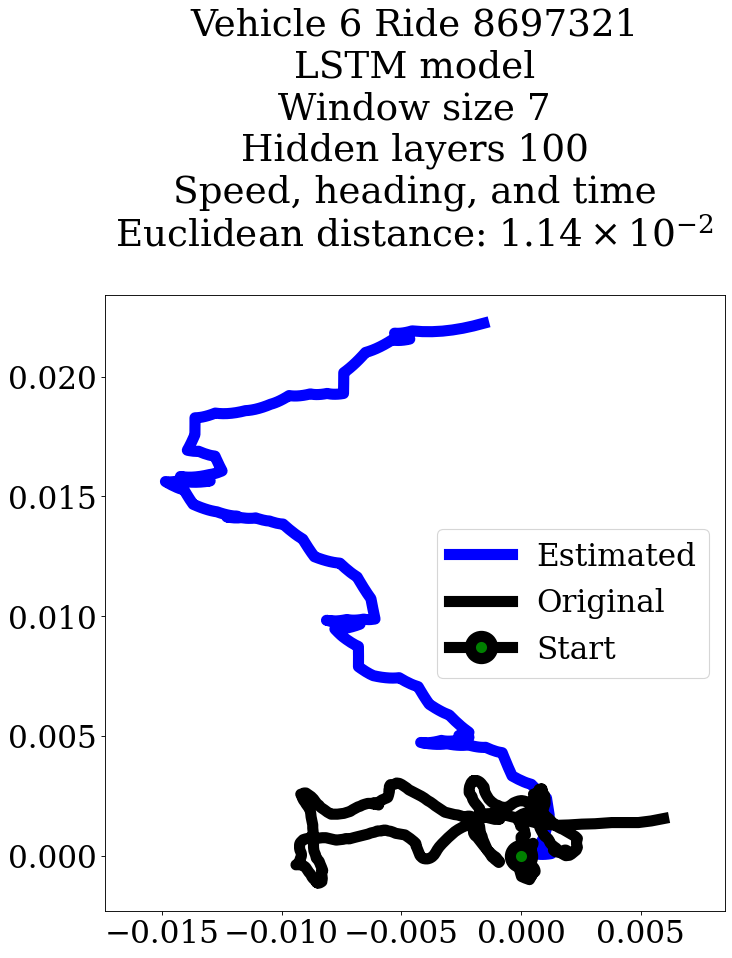 Vehicle 6 Ride 8697321
LSTM model
Window size 7
Hidden layers 100
Speed, heading, and time
Euclidean distance: 1.14 × 10⁻²
0.020
0.015
0.010
0.005
0.000
Estimated
Original
Start
−0.015 −0.010 −0.005 0.000 0.005